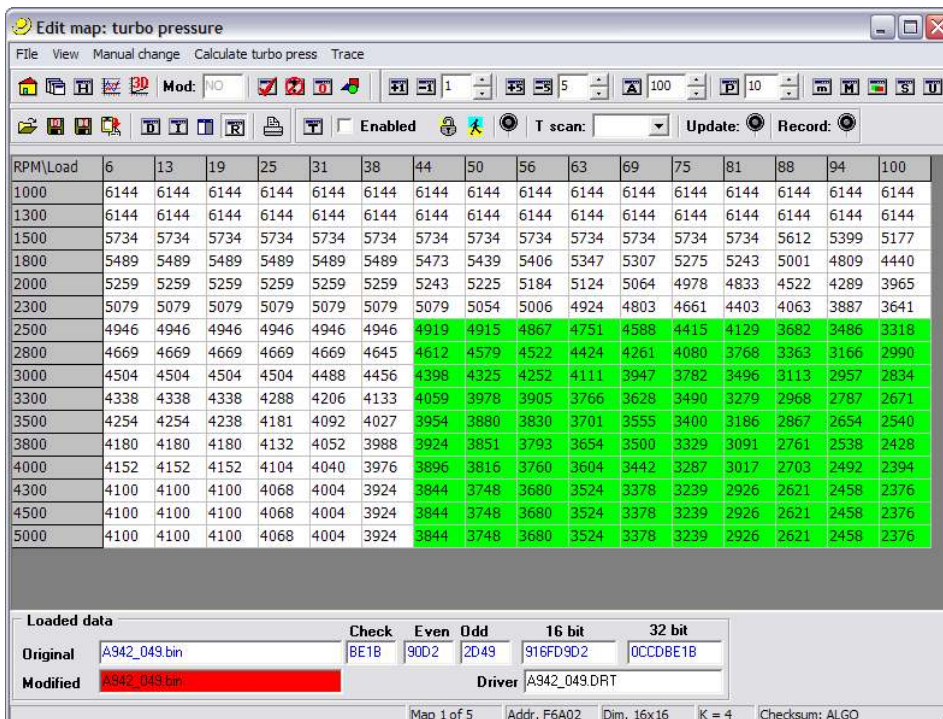 Edit map: turbo pressure
FIle View Manual change Calculate turbo press Trace
3D Mod: NO 0 +1 =1 1 +5 =5 5 A 100 P 10 m M S U
D I R T Enabled T scan: Update: Record:
RPM\Load 6 13 19 25 31 38 44 50 56 63 69 75 81 88 94 100
1000 6144 6144 6144 6144 6144 6144 6144 6144 6144 6144 6144 6144 6144 6144 6144 6144
1300 6144 6144 6144 6144 6144 6144 6144 6144 6144 6144 6144 6144 6144 6144 6144 6144
1500 5734 5734 5734 5734 5734 5734 5734 5734 5734 5734 5734 5734 5734 5612 5399 5177
1800 5489 5489 5489 5489 5489 5489 5473 5439 5406 5347 5307 5275 5243 5001 4809 4440
2000 5259 5259 5259 5259 5259 5259 5243 5225 5184 5124 5064 4978 4833 4522 4289 3965
2300 5079 5079 5079 5079 5079 5079 5079 5054 5006 4924 4803 4661 4403 4063 3887 3641
2500 4946 4946 4946 4946 4946 4946 4919 4915 4867 4751 4588 4415 4129 3682 3486 3318
2800 4669 4669 4669 4669 4669 4645 4612 4579 4522 4424 4261 4080 3768 3363 3166 2990
3000 4504 4504 4504 4504 4488 4456 4398 4325 4252 4111 3947 3782 3496 3113 2957 2834
3300 4338 4338 4338 4288 4206 4133 4059 3978 3905 3766 3628 3490 3279 2968 2787 2671
3500 4254 4254 4238 4181 4092 4027 3954 3880 3830 3701 3555 3400 3186 2867 2654 2540
3800 4180 4180 4180 4132 4052 3988 3924 3851 3793 3654 3500 3329 3091 2761 2538 2428
4000 4152 4152 4152 4104 4040 3976 3896 3816 3760 3604 3442 3287 3017 2703 2492 2394
4300 4100 4100 4100 4068 4004 3924 3844 3748 3680 3524 3378 3239 2926 2621 2458 2376
4500 4100 4100 4100 4068 4004 3924 3844 3748 3680 3524 3378 3239 2926 2621 2458 2376
5000 4100 4100 4100 4068 4004 3924 3844 3748 3680 3524 3378 3239 2926 2621 2458 2376
Loaded data
Check Even Odd 16 bit 32 bit
Original A942_049.bin BE1B 90D2 2D49 916FD9D2 0CCDBE1B
Modified A942_049.bin Driver A942_049.DRT
Map 1 of 5 Addr. F6A02 Dim. 16x16 K = 4 Checksum: ALGO